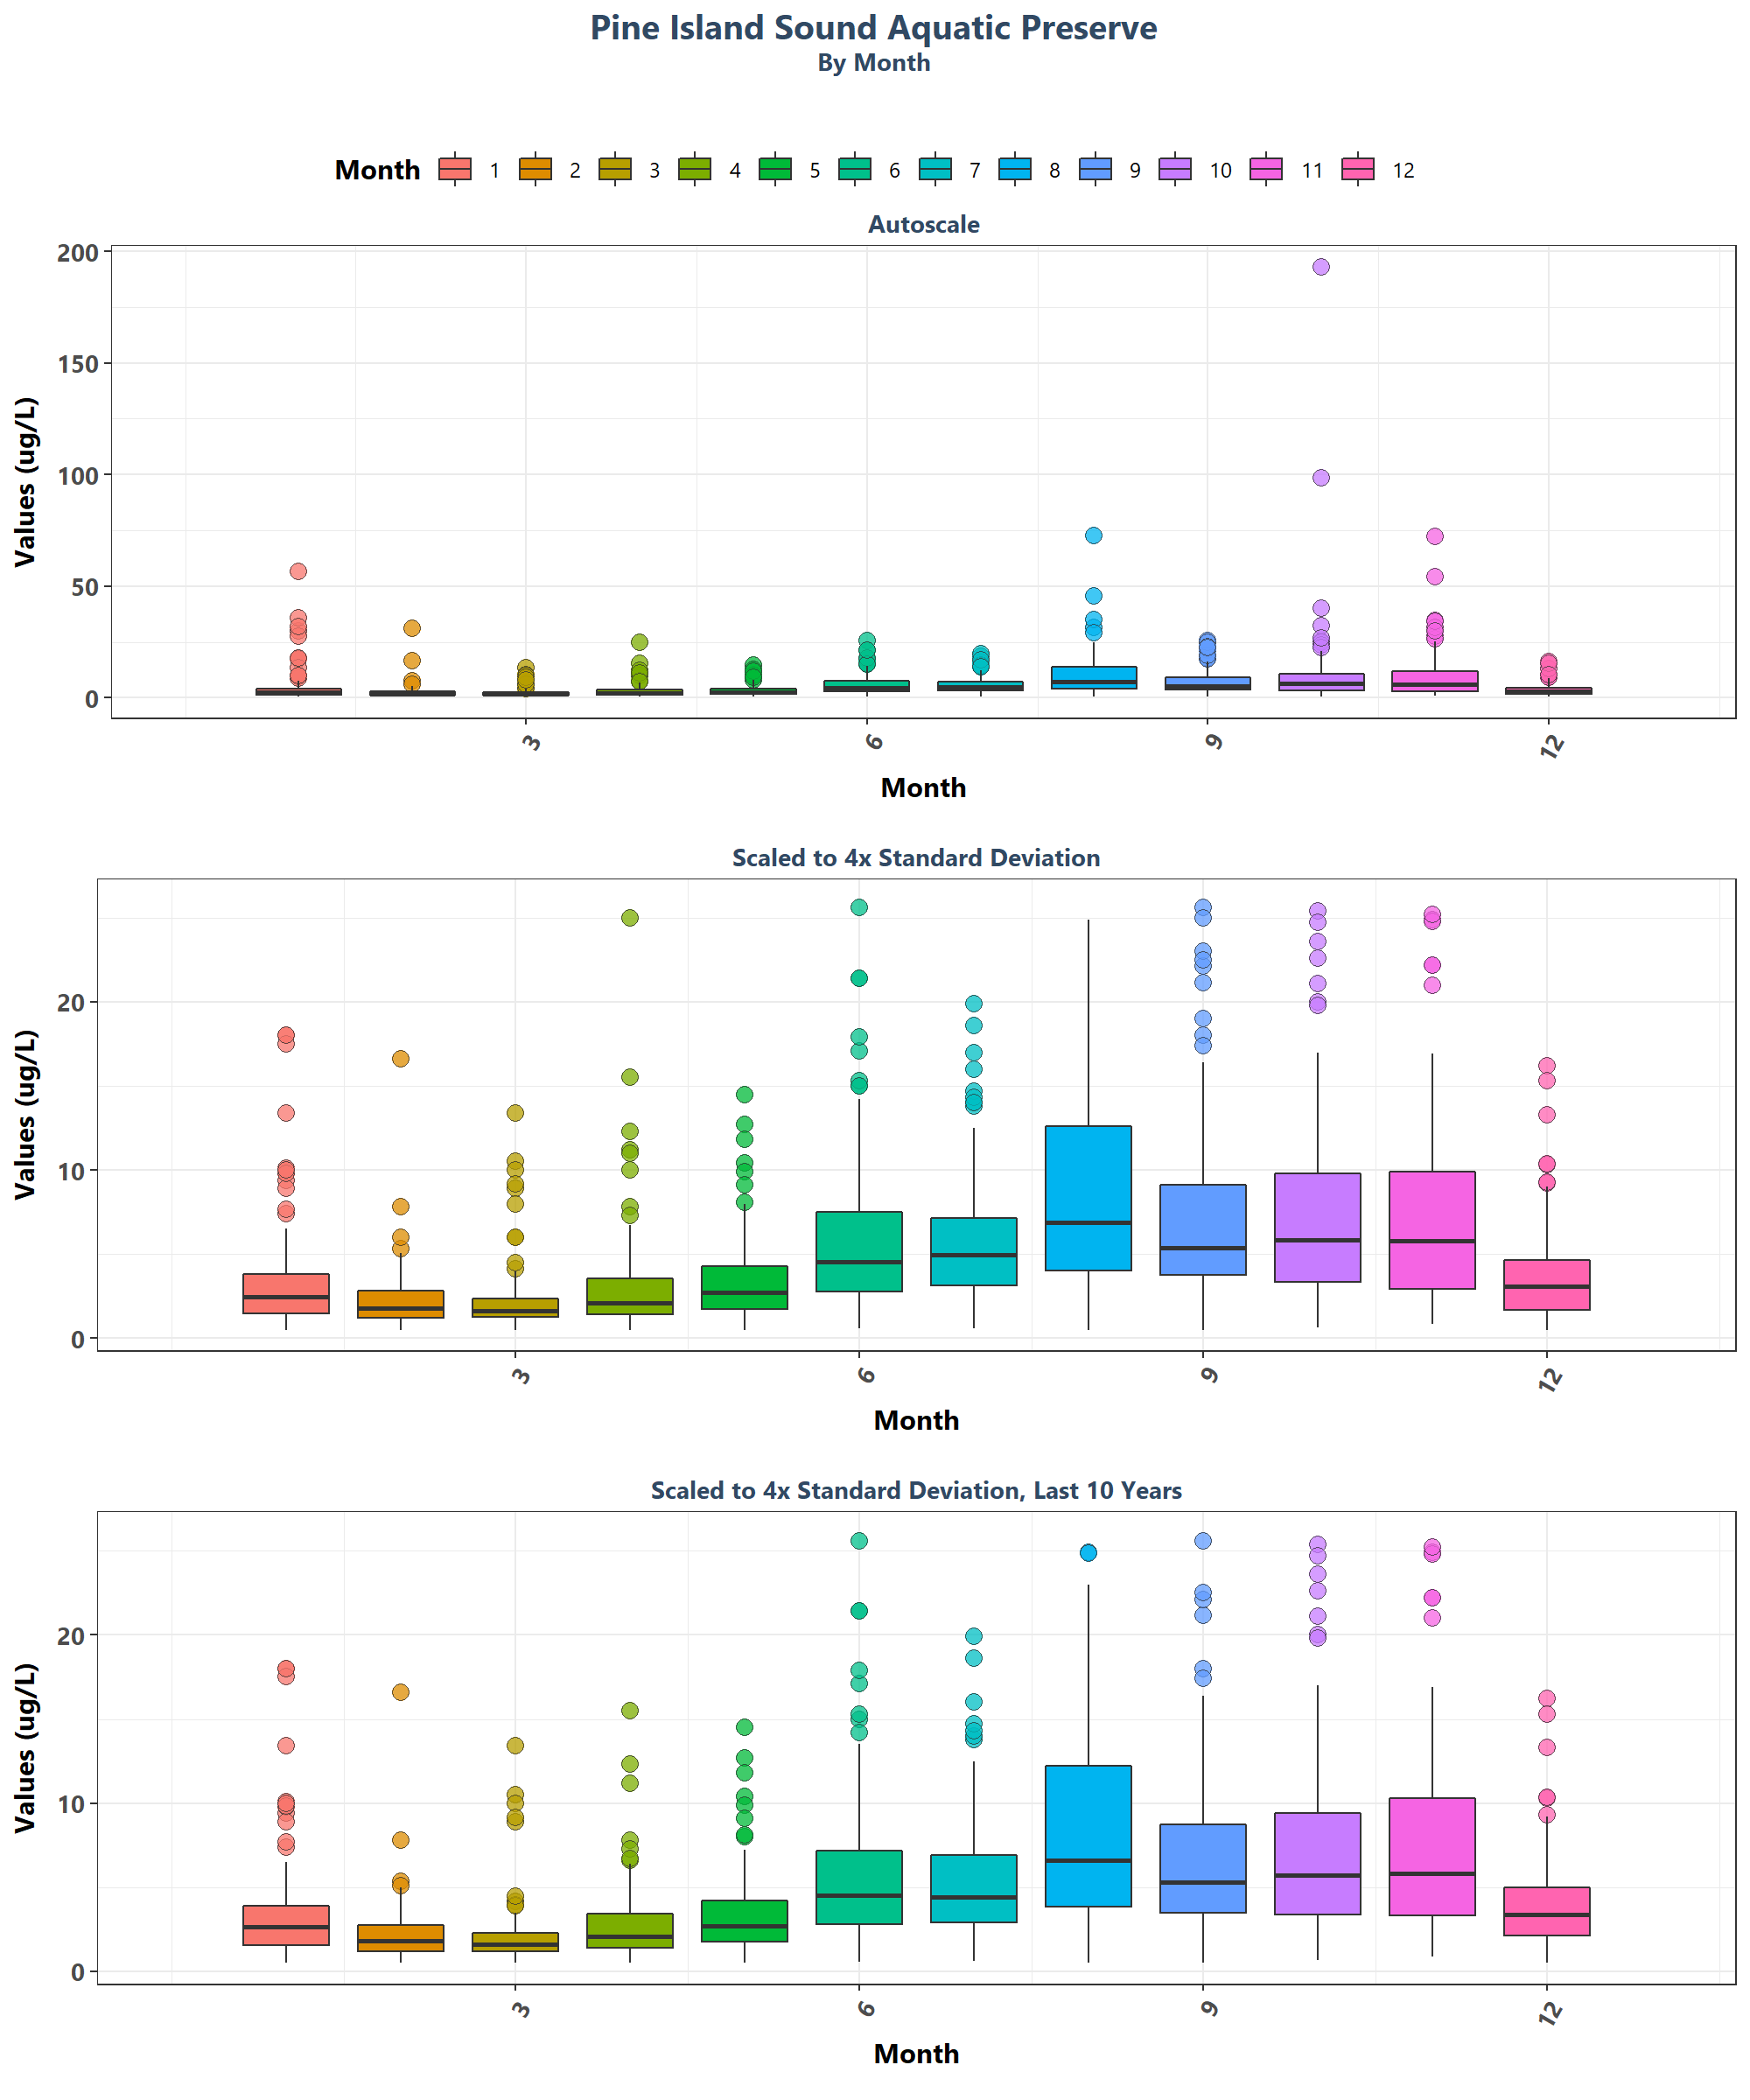 Pine Island Sound Aquatic Preserve
By Month
Month 1 2 3 4 5 6 7 8 9 10 11 12
Autoscale
Values (ug/L)
200
150
100
50
0
3 6 9 12
Month
Scaled to 4x Standard Deviation
Values (ug/L)
20
10
0
3 6 9 12
Month
Scaled to 4x Standard Deviation, Last 10 Years
Values (ug/L)
20
10
0
3 6 9 12
Month